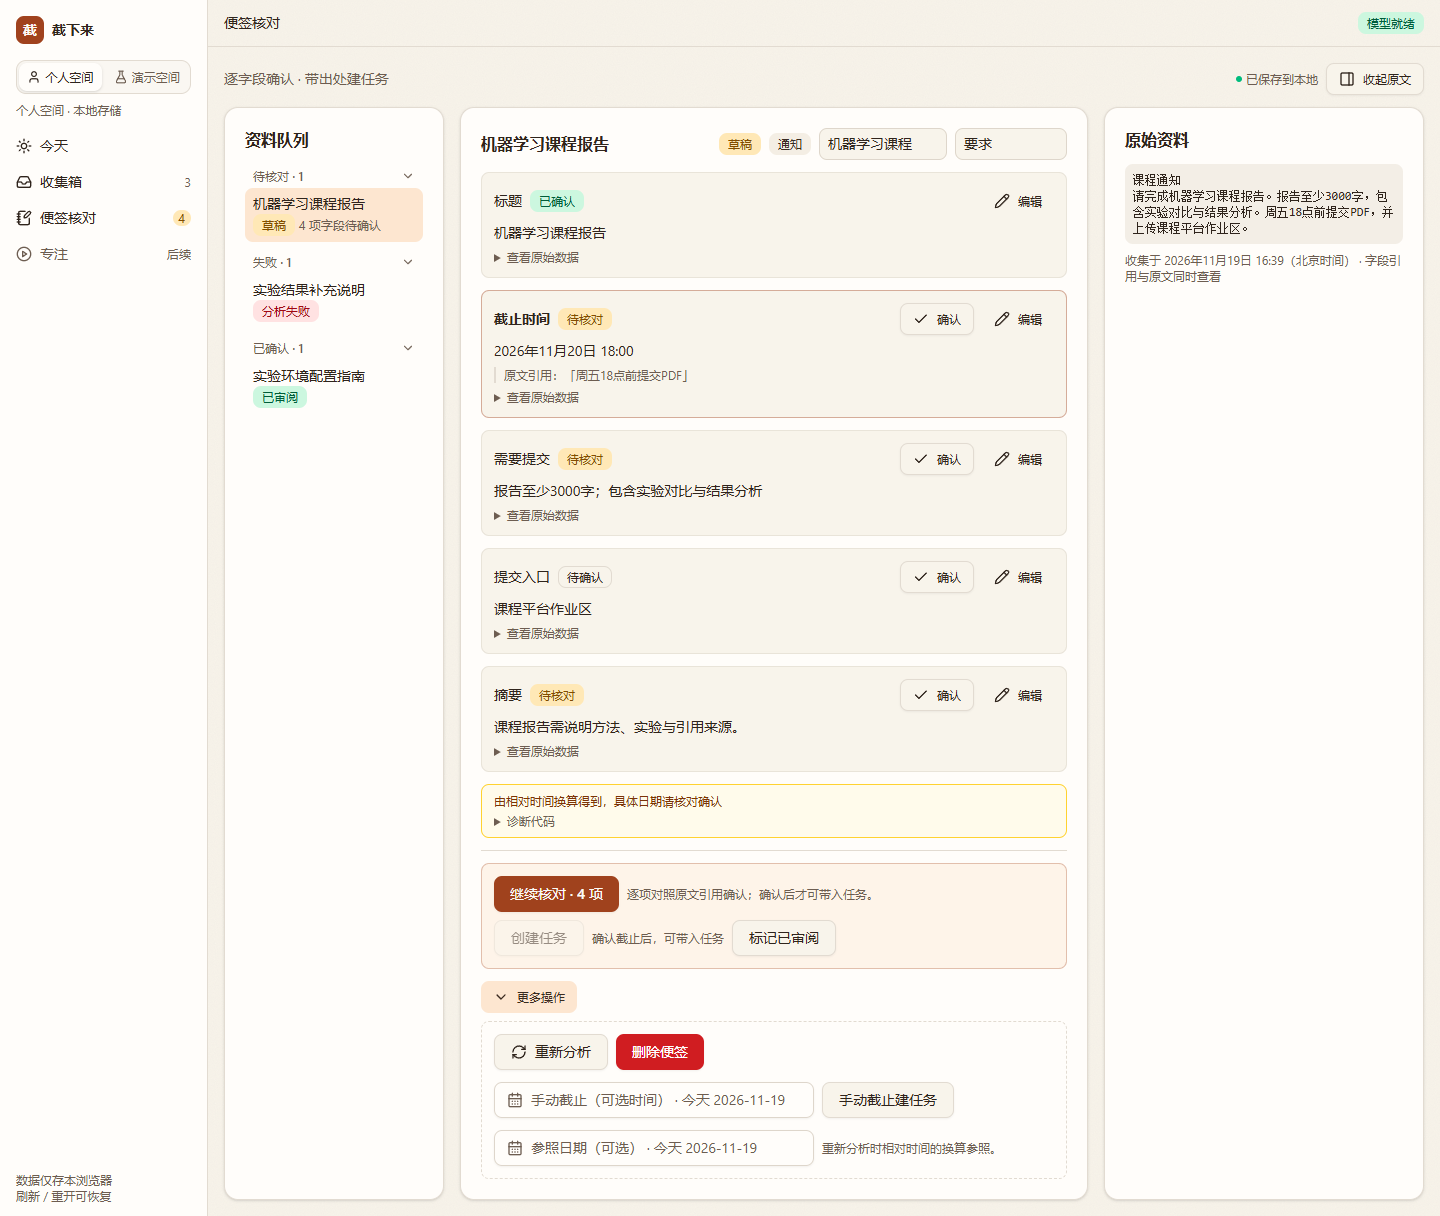 截 截下来
个人空间 演示空间
个人空间 · 本地存储
今天
收集箱 3
便签核对 4
专注 后续
数据仅存本浏览器
刷新 / 重开可恢复
便签核对
模型就绪
逐字段确认 · 带出处建任务
已保存到本地
收起原文
资料队列
待核对 · 1
机器学习课程报告
草稿 4 项字段待确认
失败 · 1
实验结果补充说明
分析失败
已确认 · 1
实验环境配置指南
已审阅
机器学习课程报告 草稿 通知 机器学习课程 要求
标题 已确认 编辑
机器学习课程报告
查看原始数据
截止时间 待核对 确认 编辑
2026年11月20日 18:00
原文引用：「周五18点前提交PDF」
查看原始数据
需要提交 待核对 确认 编辑
报告至少3000字；包含实验对比与结果分析
查看原始数据
提交入口 待确认 确认 编辑
课程平台作业区
查看原始数据
摘要 待核对 确认 编辑
课程报告需说明方法、实验与引用来源。
查看原始数据
由相对时间换算得到，具体日期请核对确认
诊断代码
继续核对 · 4 项 逐项对照原文引用确认；确认后才可带入任务。
创建任务 确认截止后，可带入任务 标记已审阅
更多操作
重新分析 删除便签
手动截止（可选时间） · 今天 2026-11-19 手动截止建任务
参照日期（可选） · 今天 2026-11-19 重新分析时相对时间的换算参照。
原始资料
课程通知
请完成机器学习课程报告。报告至少3000字，包
含实验对比与结果分析。周五18点前提交PDF，并
上传课程平台作业区。
收集于 2026年11月19日 16:39（北京时间） · 字段引
用与原文同时查看